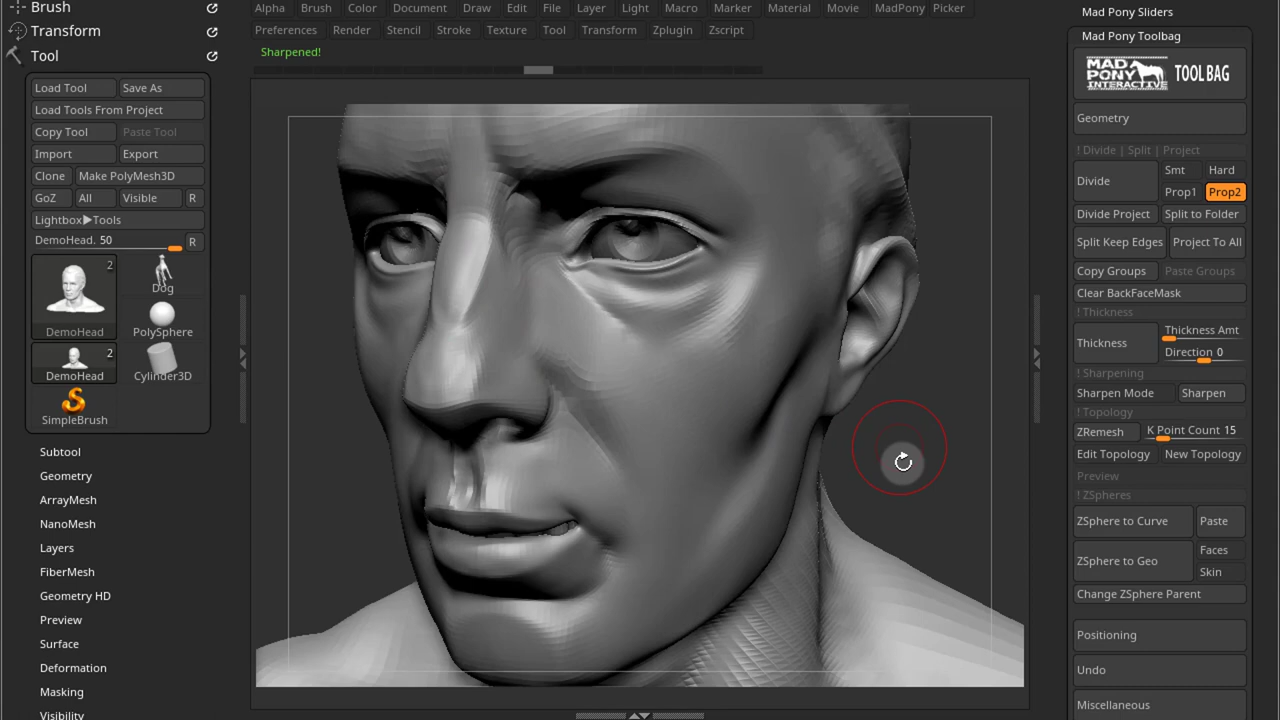 Brush
Transform
Tool
Load Tool Save As
Load Tools From Project
Copy Tool Paste Tool
Import Export
Clone Make PolyMesh3D
GoZ All Visible R
Lightbox▶Tools
DemoHead. 50 R
2
DemoHead
Dog
PolySphere
2
DemoHead
Cylinder3D
SimpleBrush
Subtool
Geometry
ArrayMesh
NanoMesh
Layers
FiberMesh
Geometry HD
Preview
Surface
Deformation
Masking
Visibility
Alpha Brush Color Document Draw Edit File Layer Light Macro Marker Material Movie MadPony Picker
Preferences Render Stencil Stroke Texture Tool Transform Zplugin Zscript
Sharpened!
Mad Pony Sliders
Mad Pony Toolbag
MAD PONY INTERACTIVE TOOL BAG
Geometry
! Divide | Split | Project
Divide Smt Hard
Prop1 Prop2
Divide Project Split to Folder
Split Keep Edges Project To All
Copy Groups Paste Groups
Clear BackFaceMask
! Thickness
Thickness Thickness Amt
Direction 0
! Sharpening
Sharpen Mode Sharpen
! Topology
ZRemesh K Point Count 15
Edit Topology New Topology
Preview
! ZSpheres
ZSphere to Curve Paste
ZSphere to Geo Faces
Skin
Change ZSphere Parent
Positioning
Undo
Miscellaneous